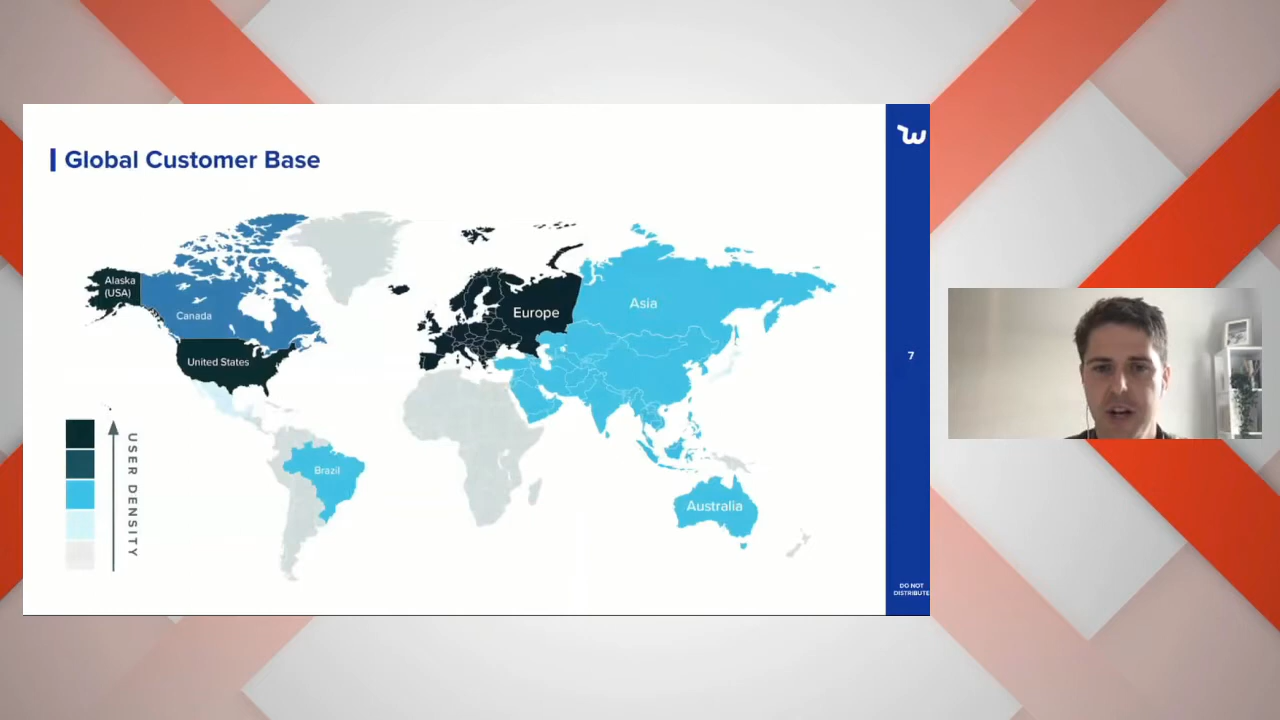 Global Customer Base
Alaska
(USA)
Canada
United States
Europe
Asia
Brazil
Australia
USER DENSITY
w
7
DO NOT
DISTRIBUTE